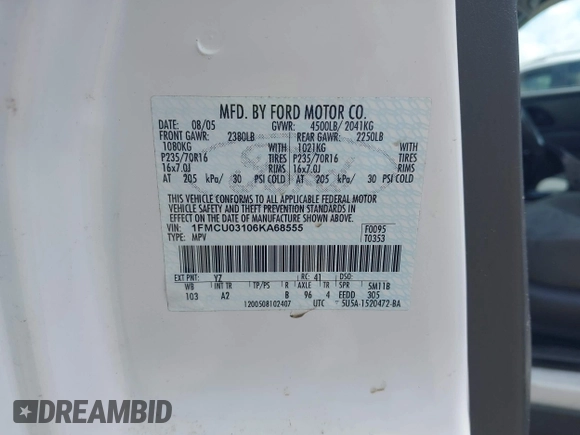 MFD. BY FORD MOTOR CO.
DATE: 08/05 GVWR: 4500LB/ 2041KG
FRONT GAWR: 2380LB REAR GAWR: 2250LB
1080KG WITH 1021KG WITH
P235/70R16 TIRES P235/70R16 TIRES
16x7.0J RIMS 16x7.0J RIMS
AT 205 kPa/ 30 PSI COLD AT 205 kPa/ 30 PSI COLD
THIS VEHICLE CONFORMS TO ALL APPLICABLE FEDERAL MOTOR
VEHICLE SAFETY AND BUMPER STANDARDS AND THEFT PREVENTION STANDARDS IN
EFFECT ON THE DATE OF MANUFACTURE SHOWN ABOVE.
VIN: 1FMCU03106KA68555 F0095
TYPE: MPV T0353
EXT PNT: YZ RC: 41 DSO:
WB INT TR TP/PS R AXLE TR SPR 5M11B
103 A2 B 96 4 EEDD 305
1200508102407 UTC 5U5A-1520472-BA
DREAMBID